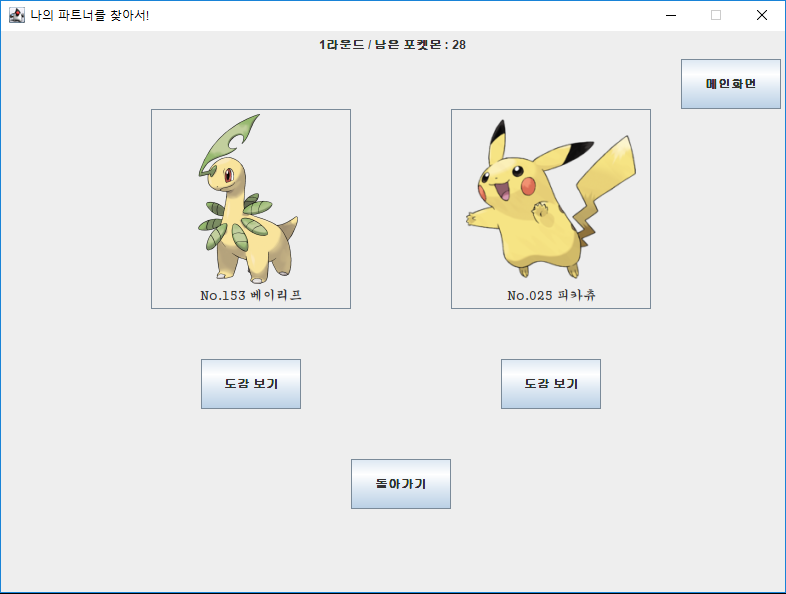 나의 파트너를 찾아서!
1라운드 / 남은 포켓몬 : 28
메인화면
No.153 베이리프
No.025 피카츄
도감 보기
도감 보기
돌아가기